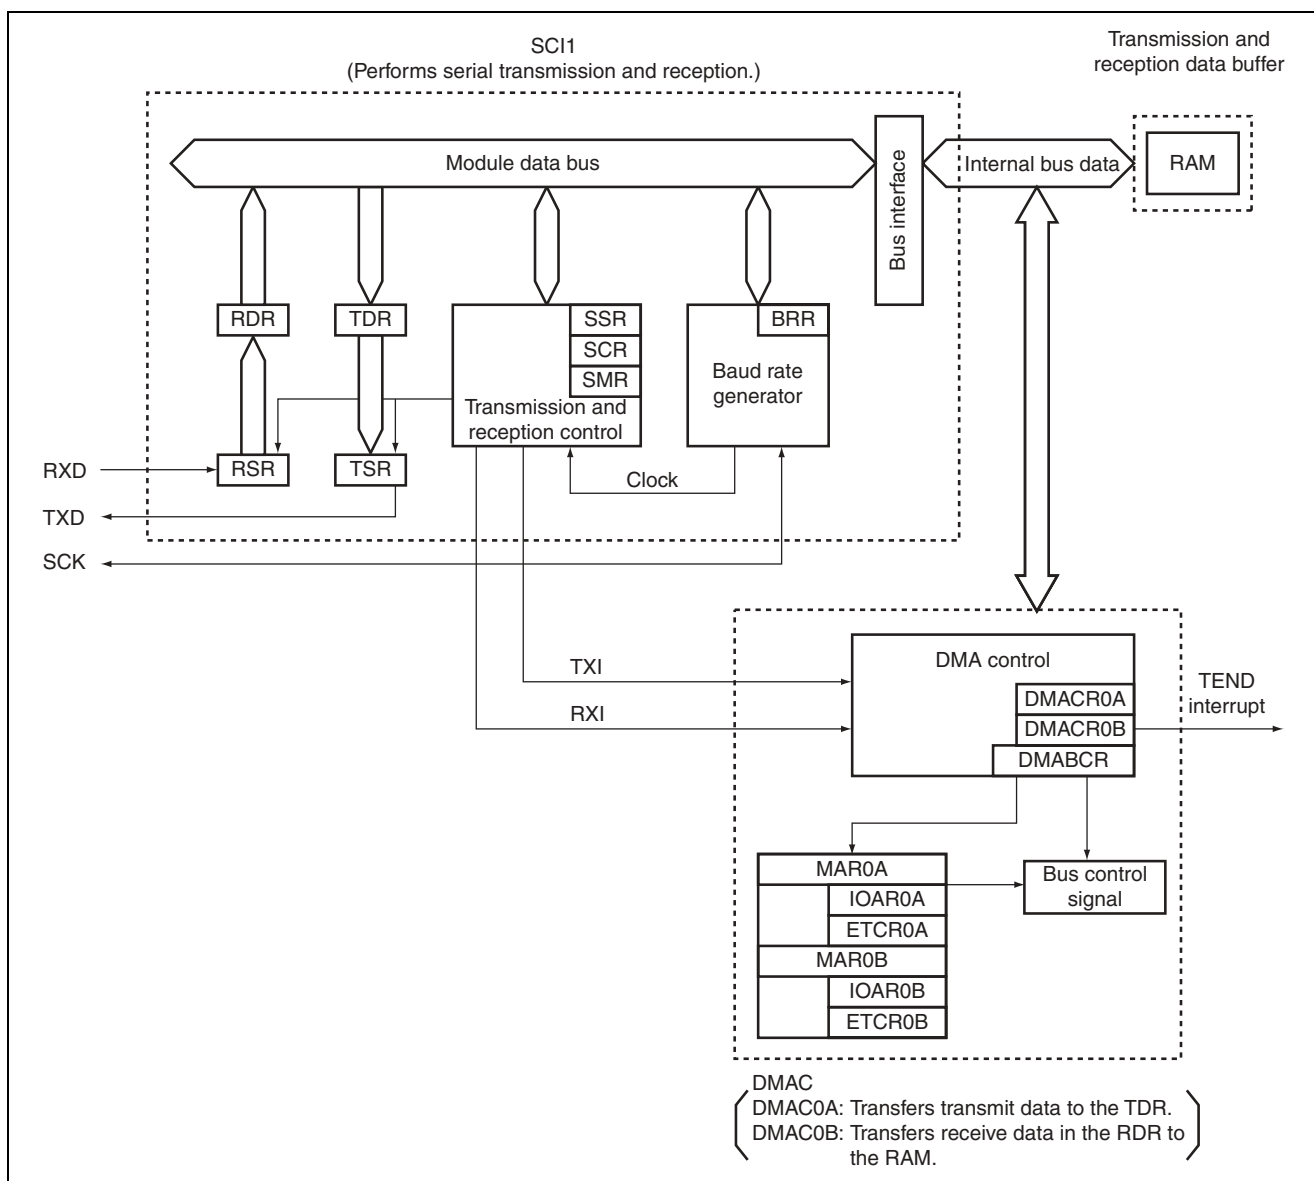 SCI1
(Performs serial transmission and reception.)
Transmission and
reception data buffer
Module data bus
Bus interface
Internal bus data
RAM
RDR
TDR
SSR
SCR
SMR
Transmission and
reception control
BRR
Baud rate
generator
RSR
TSR
Clock
RXD
TXD
SCK
TXI
RXI
DMA control
DMACR0A
DMACR0B
DMABCR
TEND
interrupt
MAR0A
IOAR0A
ETCR0A
MAR0B
IOAR0B
ETCR0B
Bus control
signal
DMAC
DMAC0A: Transfers transmit data to the TDR.
DMAC0B: Transfers receive data in the RDR to
the RAM.